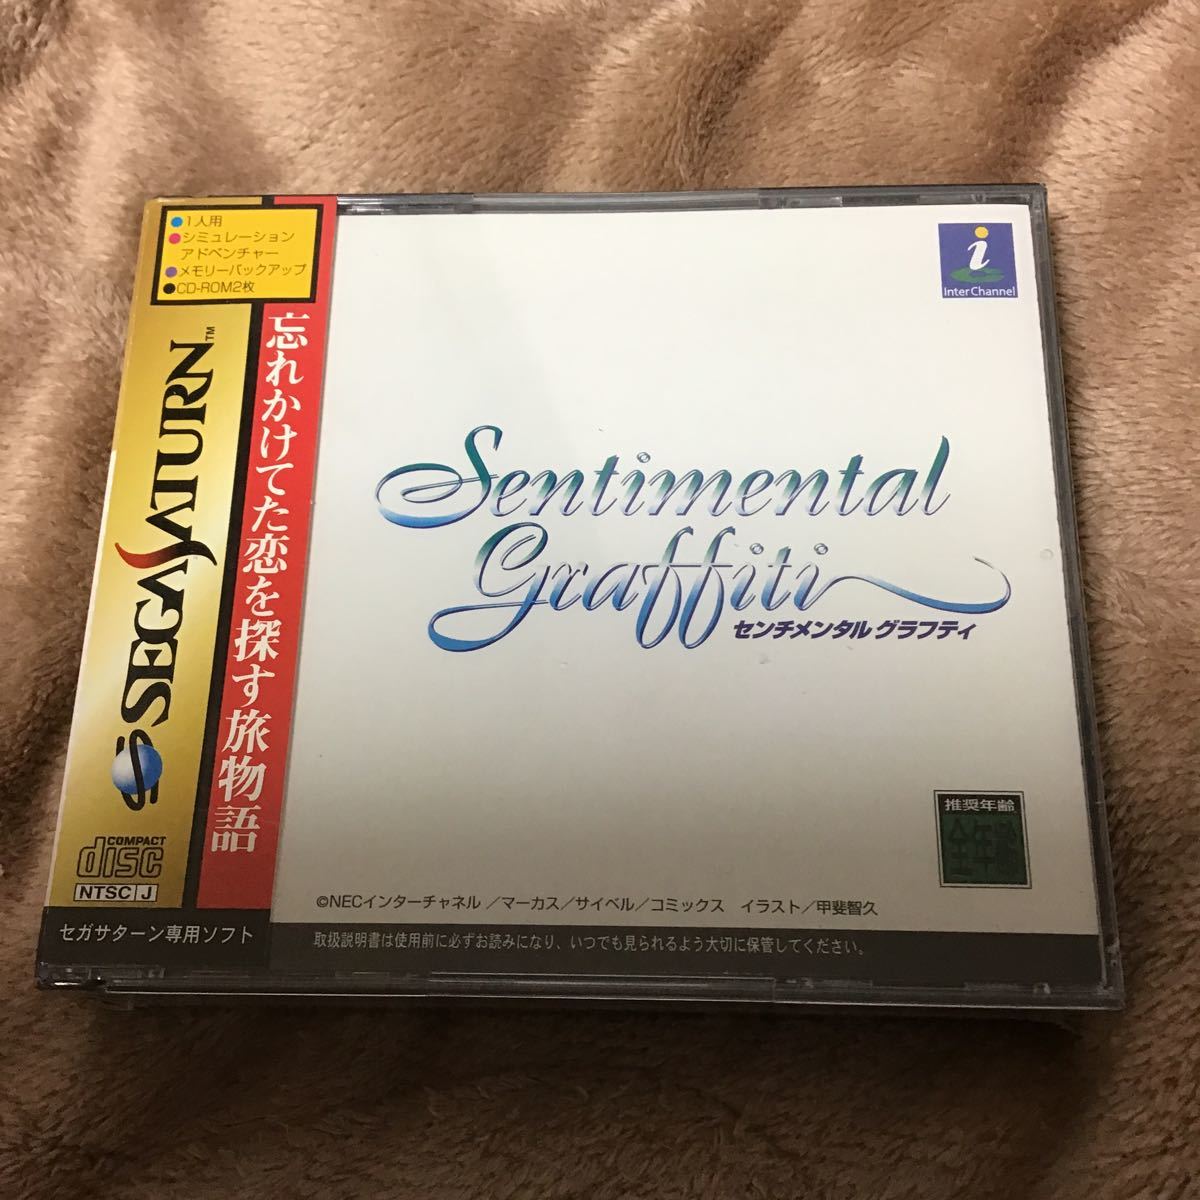 ●1人用
●シミュレーション
アドベンチャー
●メモリーバックアップ
●CD-ROM2枚
SEGA SATURN™
忘れかけてた恋を探す旅物語
COMPACT
disc
NTSC J
セガサターン専用ソフト
i
Inter Channel
Sentimental
Graffiti
センチメンタル グラフティ
推奨年齢
全年齢
©NECインターチャネル／マーカス／サイベル／コミックス イラスト／甲斐智久
取扱説明書は使用前に必ずお読みになり、いつでも見られるよう大切に保管してください。